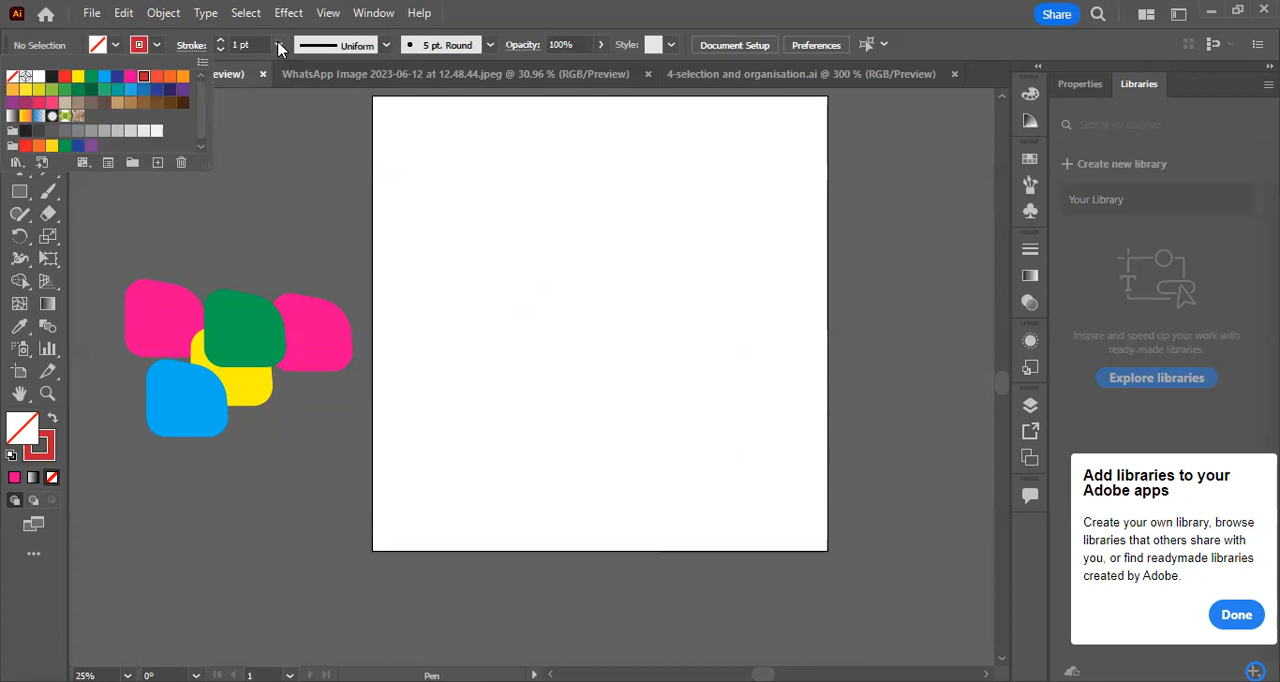 Ai File Edit Object Type Select Effect View Window Help Share
No Selection Stroke: 1 pt Uniform 5 pt. Round Opacity: 100% Style: Document Setup Preferences
eview) × WhatsApp Image 2023-06-12 at 12.48.44.jpeg @ 30.96 % (RGB/Preview) × 4-selection and organisation.ai @ 300 % (RGB/Preview) ×
Properties Libraries
Search all libraries
Create new library
Your Library
Inspire and speed up your work with
ready-made libraries.
Explore libraries
Add libraries to your
Adobe apps
Create your own library, browse
libraries that others share with
you, or find readymade libraries
created by Adobe.
Done
25% 0° 1 Pen